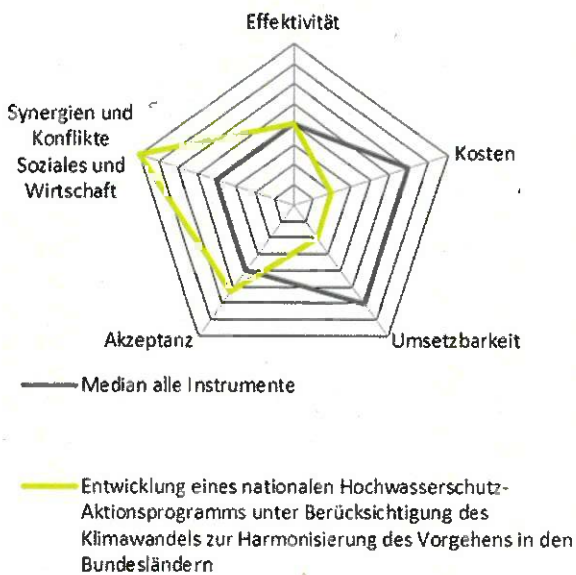 Effektivität
Synergien und
Konflikte
Soziales und
Wirtschaft
Kosten
Akzeptanz
Umsetzbarkeit
Median alle Instrumente
Entwicklung eines nationalen Hochwasserschutz-
Aktionsprogramms unter Berücksichtigung des
Klimawandels zur Harmonisierung des Vorgehens in den
Bundesländern